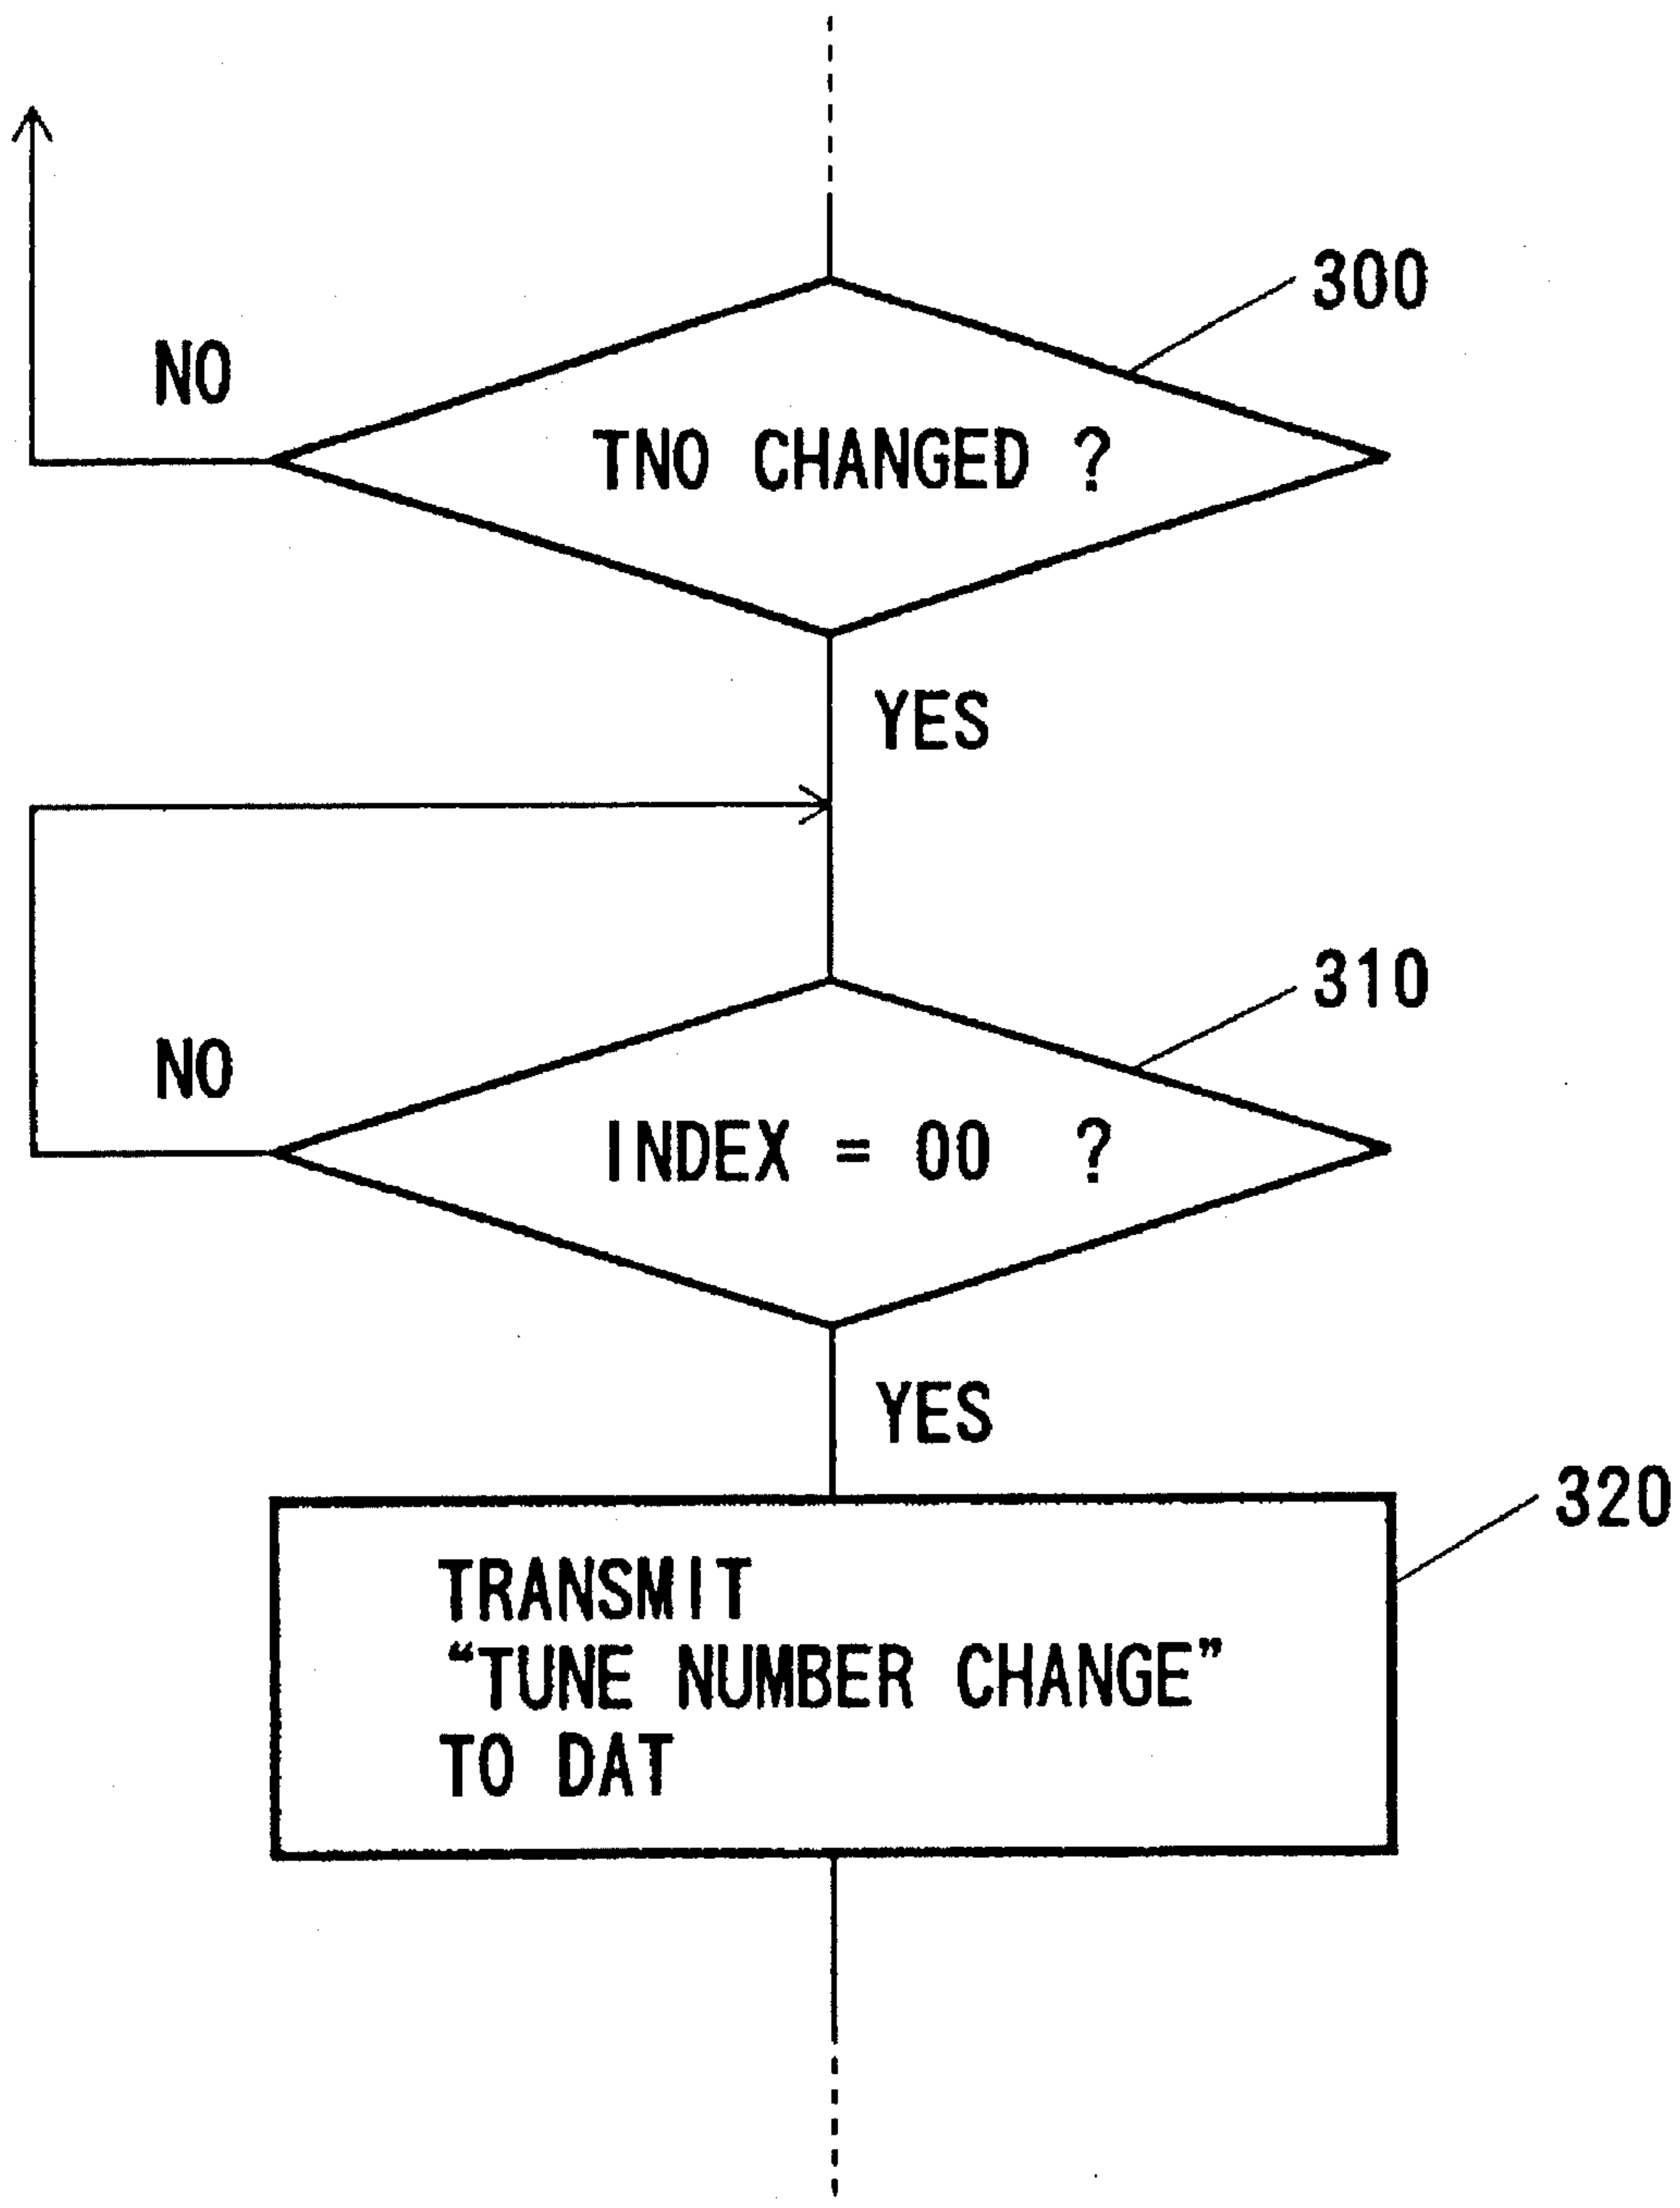 300
NO
TNO CHANGED ?
YES
310
NO
INDEX = 00 ?
YES
320
TRANSMIT
“TUNE NUMBER CHANGE”
TO DAT